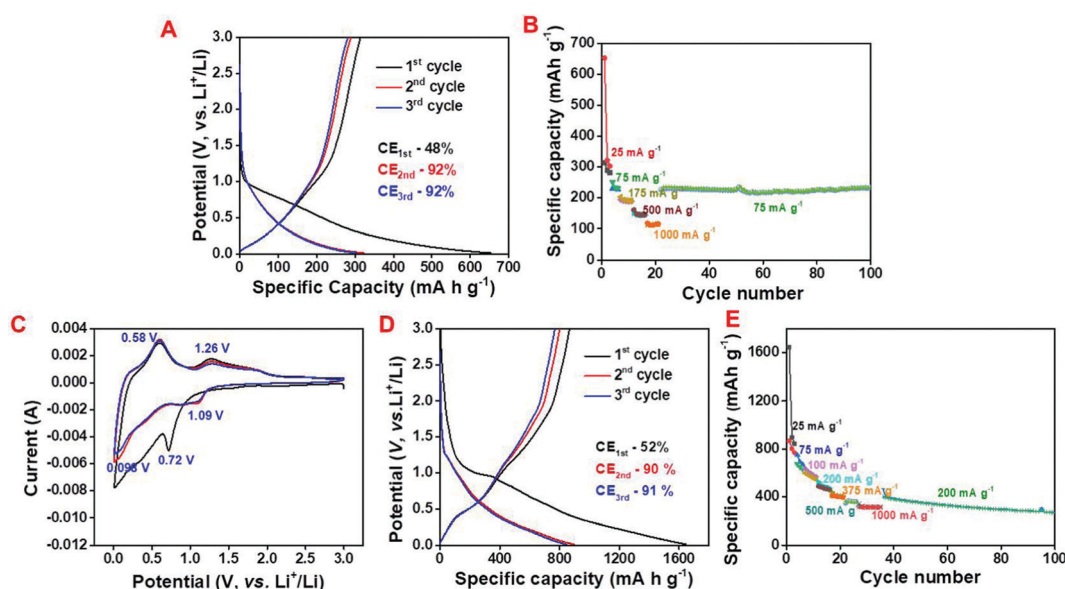 A
3.0
2.5
2.0
1.5
1.0
0.5
0.0
Potential (V, vs. Li⁺/Li)
1ˢᵗ cycle
2ⁿᵈ cycle
3ʳᵈ cycle
CE₁ₛₜ - 48%
CE₂ₙd - 92%
CE₃ᵣd - 92%
0 100 200 300 400 500 600 700
Specific Capacity (mA h g⁻¹)
B
700
600
500
400
300
200
100
0
Specific capacity (mAh g⁻¹)
25 mA g⁻¹
75 mA g⁻¹
175 mA g
500 mA g⁻¹
1000 mA g⁻¹
75 mA g⁻¹
0 20 40 60 80 100
Cycle number
C
0.004
0.002
0.000
-0.002
-0.004
-0.006
-0.008
-0.010
-0.012
Current (A)
0.58 V
1.26 V
1.09 V
0.098 V
0.72 V
0.0 0.5 1.0 1.5 2.0 2.5 3.0
Potential (V, vs. Li⁺/Li)
D
3.0
2.5
2.0
1.5
1.0
0.5
0.0
Potential (V, vs.Li⁺/Li)
1ˢᵗ cycle
2ⁿᵈ cycle
3ʳᵈ cycle
CE₁ₛₜ - 52%
CE₂ₙd - 90 %
CE₃ᵣd - 91 %
0 400 800 1200 1600
Specific capacity (mA h g⁻¹)
E
1600
1200
800
400
0
Specific capacity (mAh g⁻¹)
25 mA g⁻¹
75 mA g⁻¹
100 mA g⁻¹
200 mA g⁻¹
375 mA g⁻¹
500 mA g
1000 mA g⁻¹
200 mA g⁻¹
0 20 40 60 80 100
Cycle number